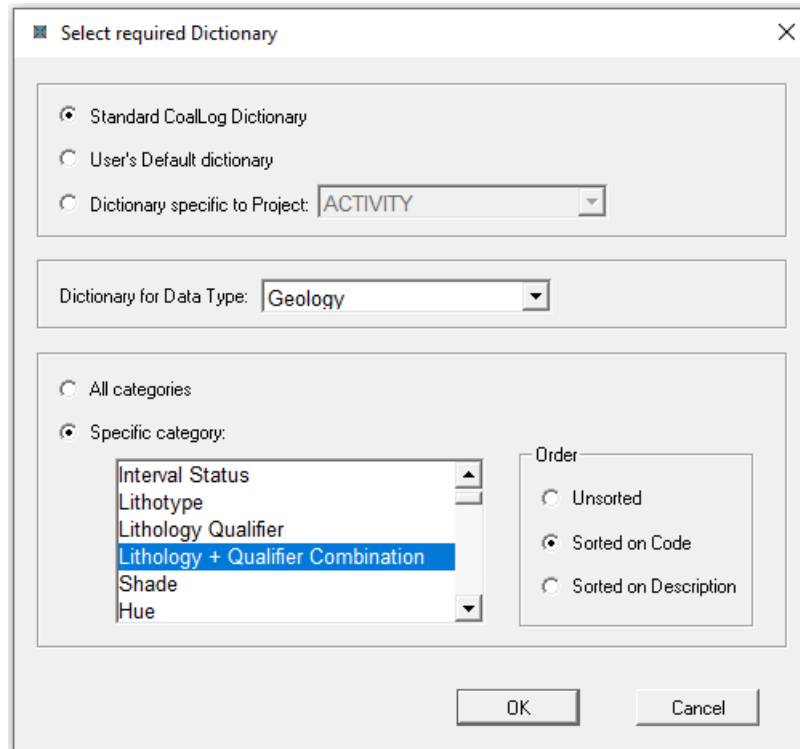 Select required Dictionary
Standard CoalLog Dictionary
User's Default dictionary
Dictionary specific to Project: ACTIVITY
Dictionary for Data Type: Geology
All categories
Specific category:
Interval Status
Lithotype
Lithology Qualifier
Lithology + Qualifier Combination
Shade
Hue
Order
Unsorted
Sorted on Code
Sorted on Description
OK Cancel